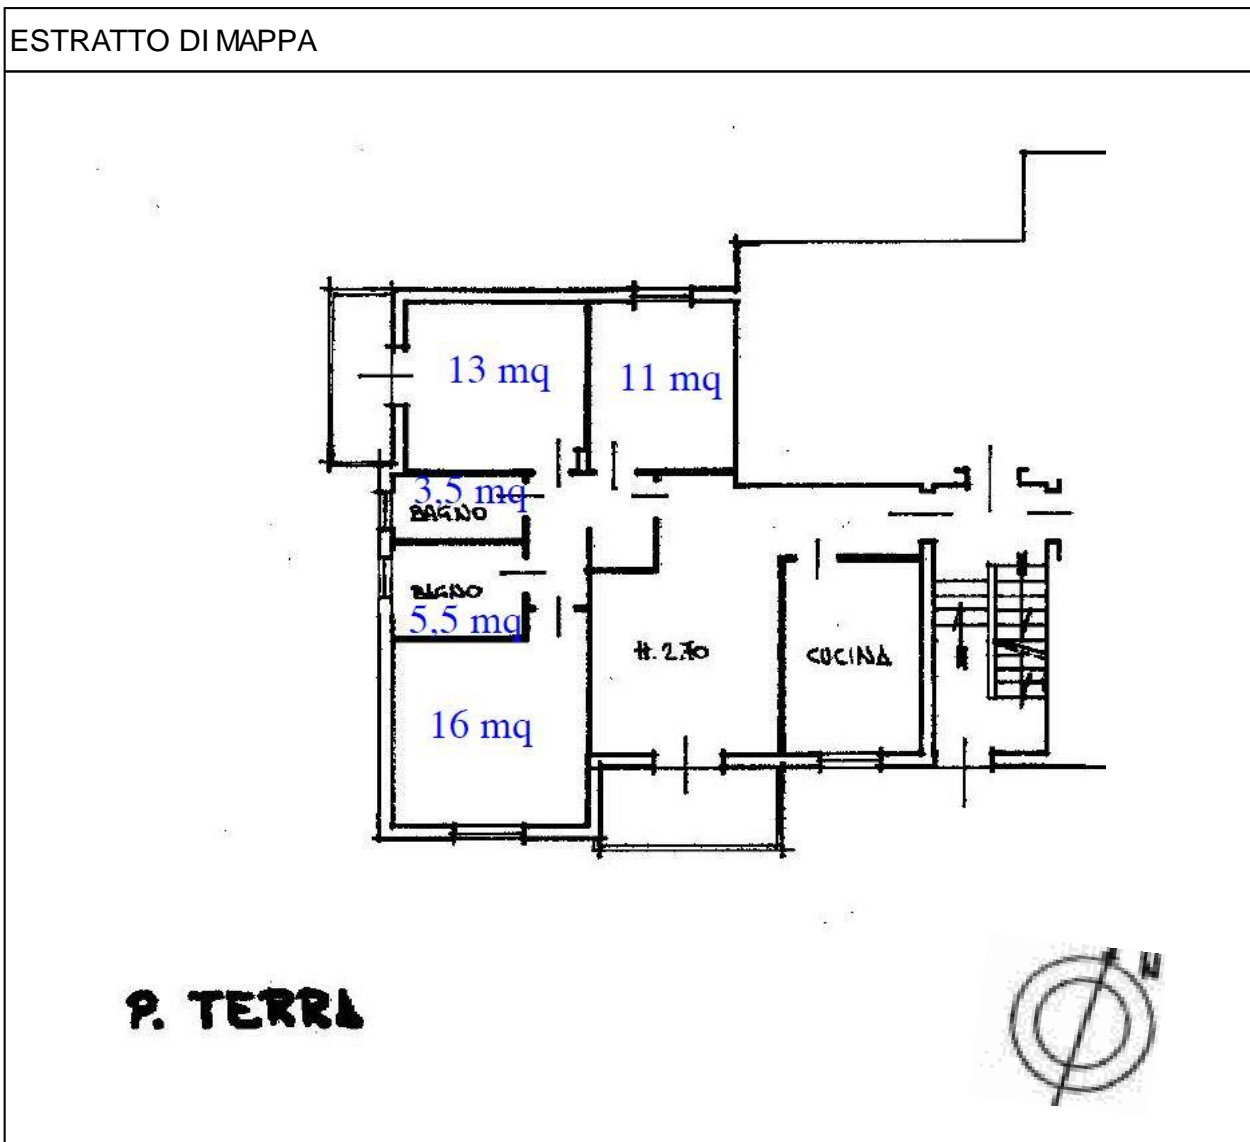 ESTRATTO DI MAPPA
13 mq
11 mq
3,5 mq
BAGNO
BAGNO
5,5 mq
H. 2.70
CUCINA
16 mq
P. TERRA